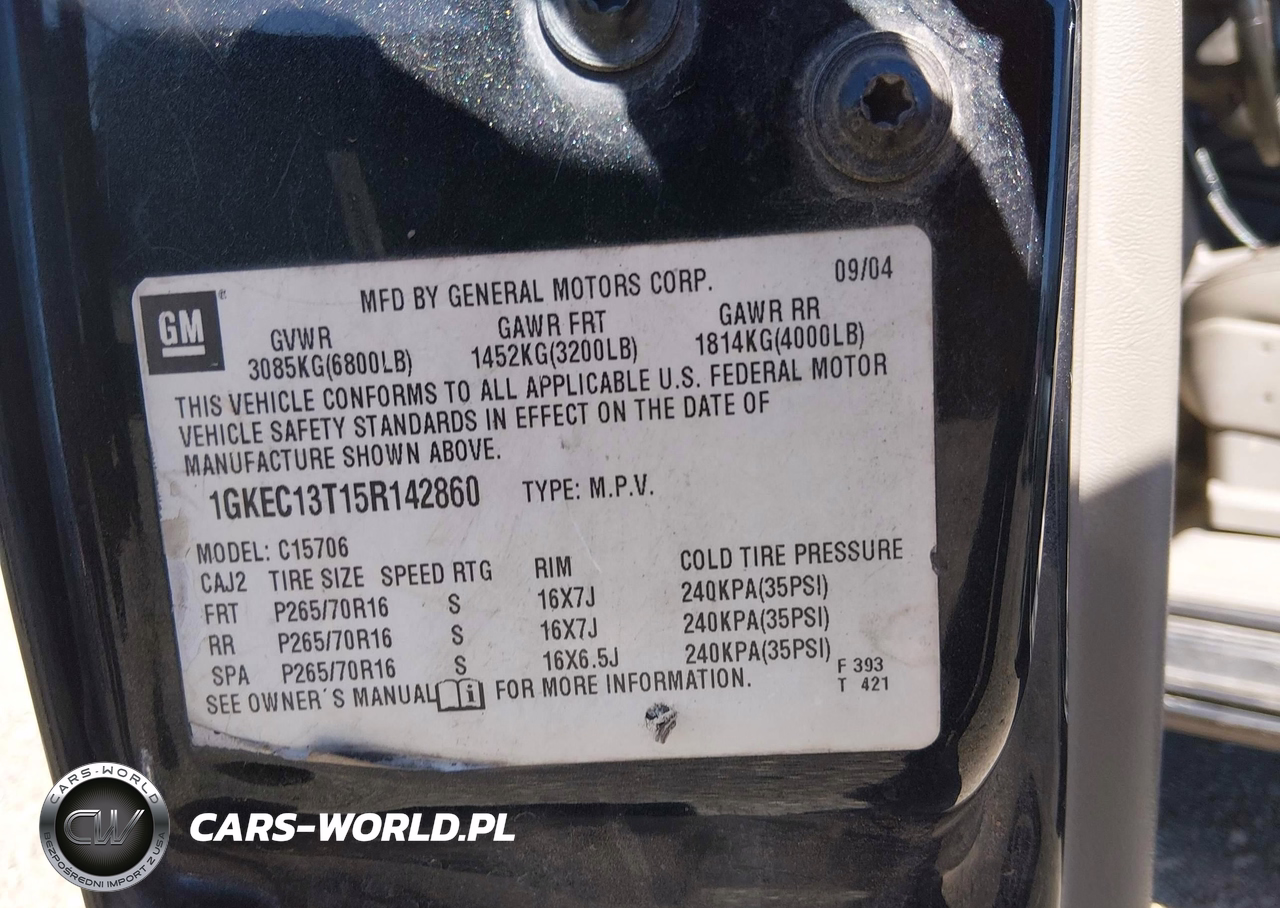 GM
MFD BY GENERAL MOTORS CORP. 09/04
GVWR GAWR FRT GAWR RR
3085KG(6800LB) 1452KG(3200LB) 1814KG(4000LB)
THIS VEHICLE CONFORMS TO ALL APPLICABLE U.S. FEDERAL MOTOR
VEHICLE SAFETY STANDARDS IN EFFECT ON THE DATE OF
MANUFACTURE SHOWN ABOVE.
1GKEC13T15R142860 TYPE: M.P.V.
MODEL: C15706
CAJ2 TIRE SIZE SPEED RTG RIM COLD TIRE PRESSURE
FRT P265/70R16 S 16X7J 240KPA(35PSI)
RR P265/70R16 S 16X7J 240KPA(35PSI)
SPA P265/70R16 S 16X6.5J 240KPA(35PSI)
SEE OWNER'S MANUAL i FOR MORE INFORMATION.
F 393
T 421
CARS-WORLD
CW
BEZPOŚREDNI IMPORT Z USA
CARS-WORLD.PL